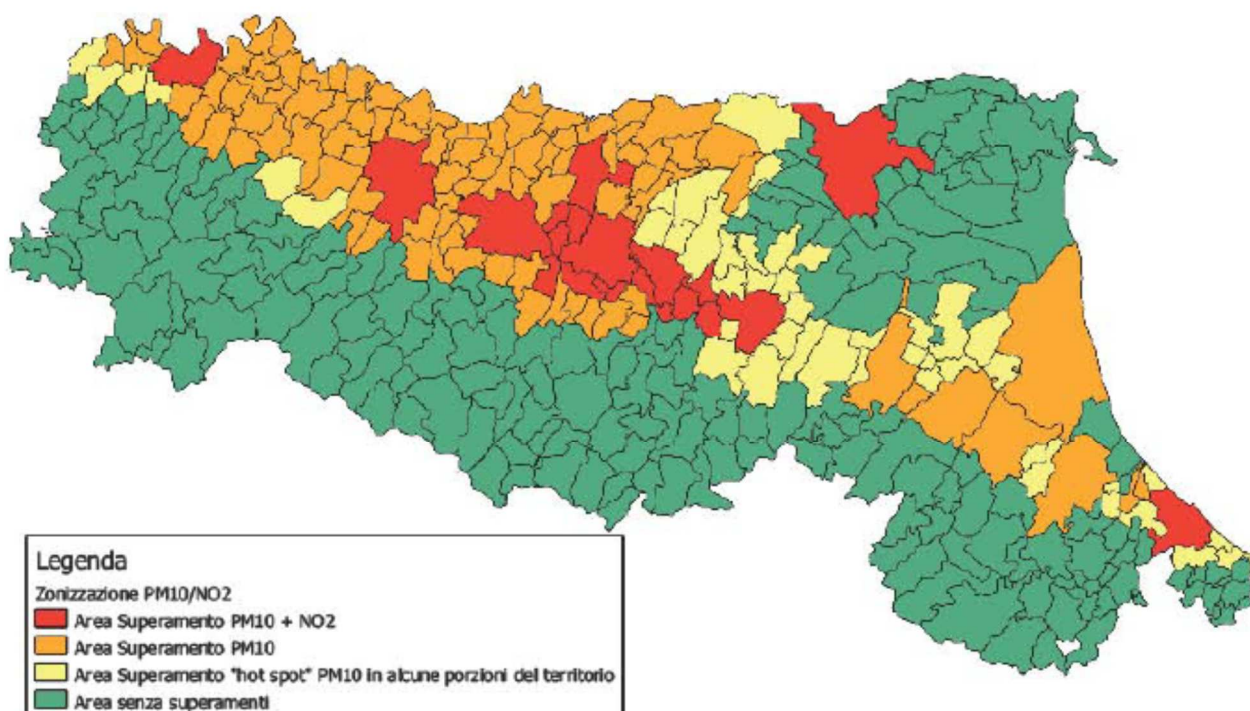 Legenda
Zonizzazione PM10/NO2
Area Superamento PM10 + NO2
Area Superamento PM10
Area Superamento "hot spot" PM10 in alcune porzioni del territorio
Area senza superamenti